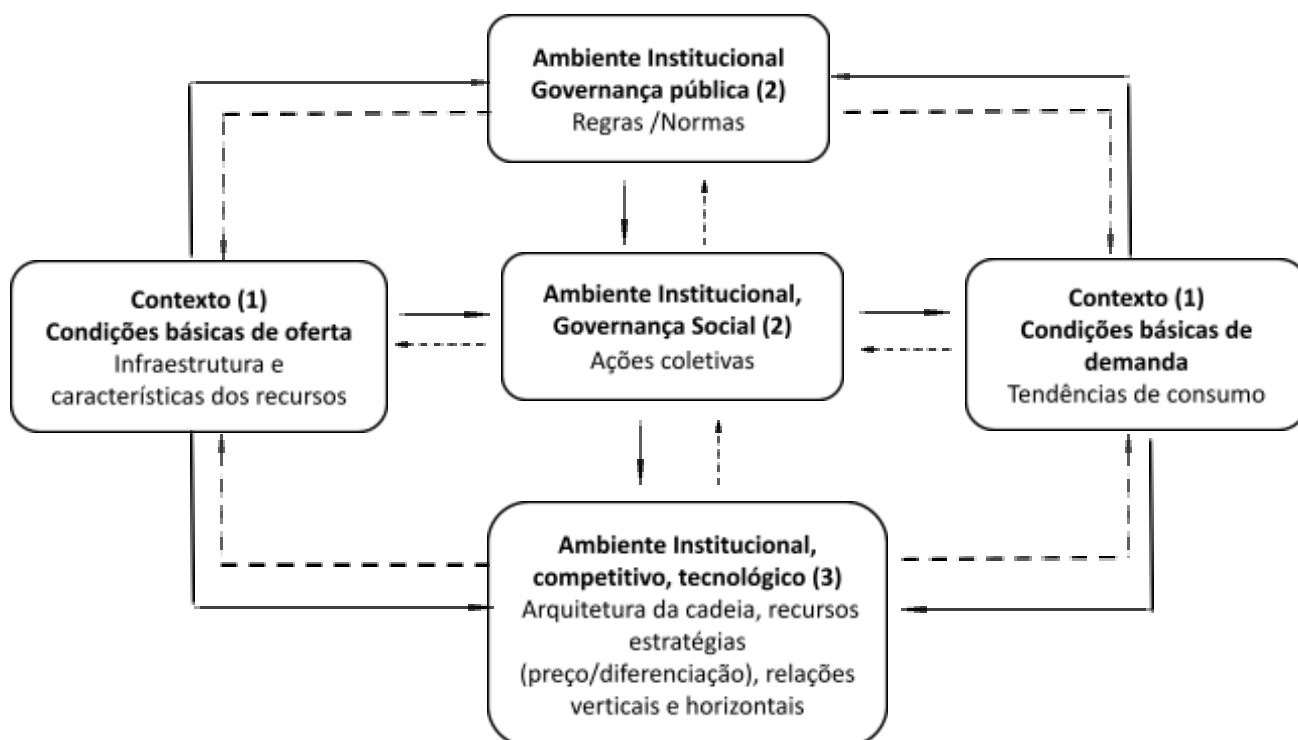 Ambiente Institucional
Governança pública (2)
Regras /Normas
Contexto (1)
Condições básicas de oferta
Infraestrutura e
características dos recursos
Ambiente Institucional,
Governança Social (2)
Ações coletivas
Contexto (1)
Condições básicas de
demanda
Tendências de consumo
Ambiente Institucional,
competitivo, tecnológico (3)
Arquitetura da cadeia, recursos
estratégias
(preço/diferenciação), relações
verticais e horizontais